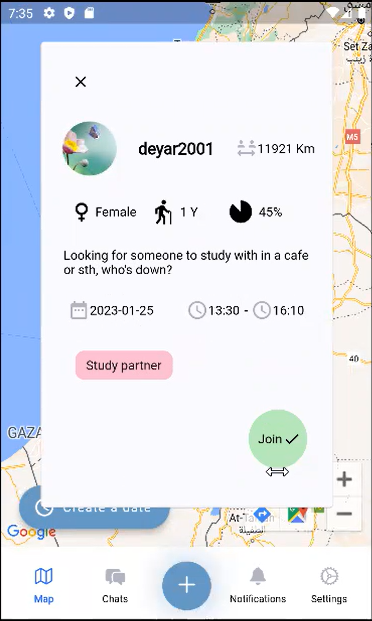 7:35
Set Za
M5
deyar2001
11921 Km
Female
1 Y
45%
Looking for someone to study with in a cafe
or sth, who's down?
2023-01-25
13:30 - 16:10
Study partner
40
GAZA
Join
Create a date
Google
Map
Chats
Notifications
Settings